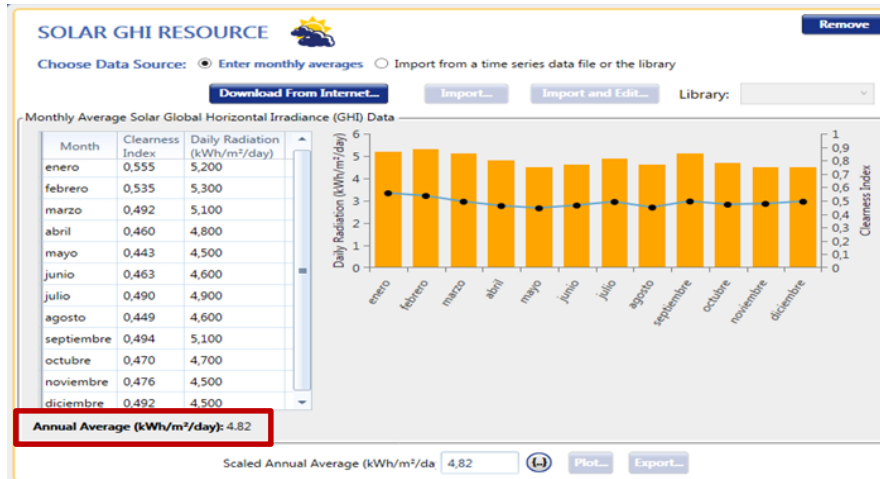 SOLAR GHI RESOURCE
Remove
Choose Data Source: Enter monthly averages Import from a time series data file or the library
Download From Internet... Import... Import and Edit... Library:
Monthly Average Solar Global Horizontal Irradiance (GHI) Data
Month Clearness Index Daily Radiation (kWh/m²/day)
enero 0,555 5,200
febrero 0,535 5,300
marzo 0,492 5,100
abril 0,460 4,800
mayo 0,443 4,500
junio 0,463 4,600
julio 0,490 4,900
agosto 0,449 4,600
septiembre 0,494 5,100
octubre 0,470 4,700
noviembre 0,476 4,500
diciembre 0,492 4,500
Daily Radiation (kWh/m²/day)
6
5
4
3
2
1
0
1
0,9
0,8
0,7
0,6
0,5
0,4
0,3
0,2
0,1
0
Clearness Index
enero febrero marzo abril mayo junio julio agosto septiembre octubre noviembre diciembre
Annual Average (kWh/m²/day): 4.82
Scaled Annual Average (kWh/m²/da 4,82 {..} Plot... Export...